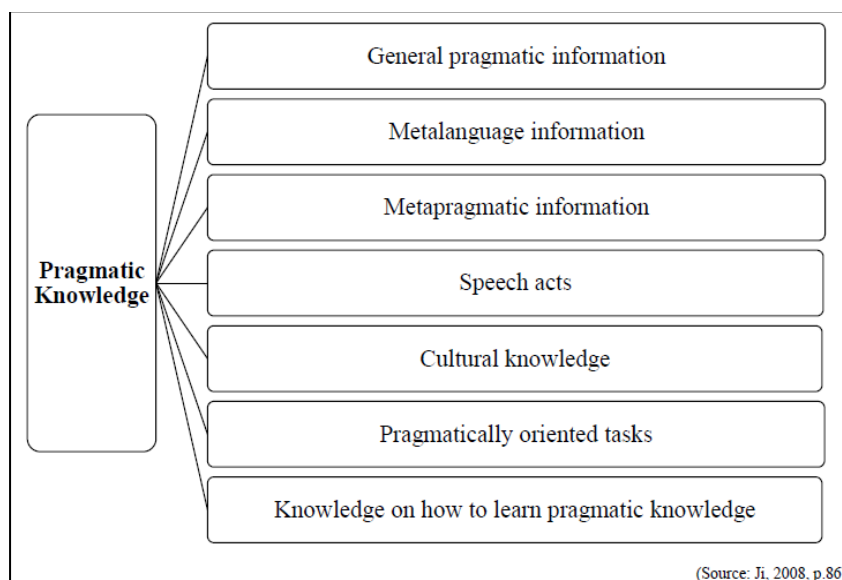 General pragmatic information
Metalanguage information
Metapragmatic information
Pragmatic
Knowledge
Speech acts
Cultural knowledge
Pragmatically oriented tasks
Knowledge on how to learn pragmatic knowledge
(Source: Ji, 2008, p.86